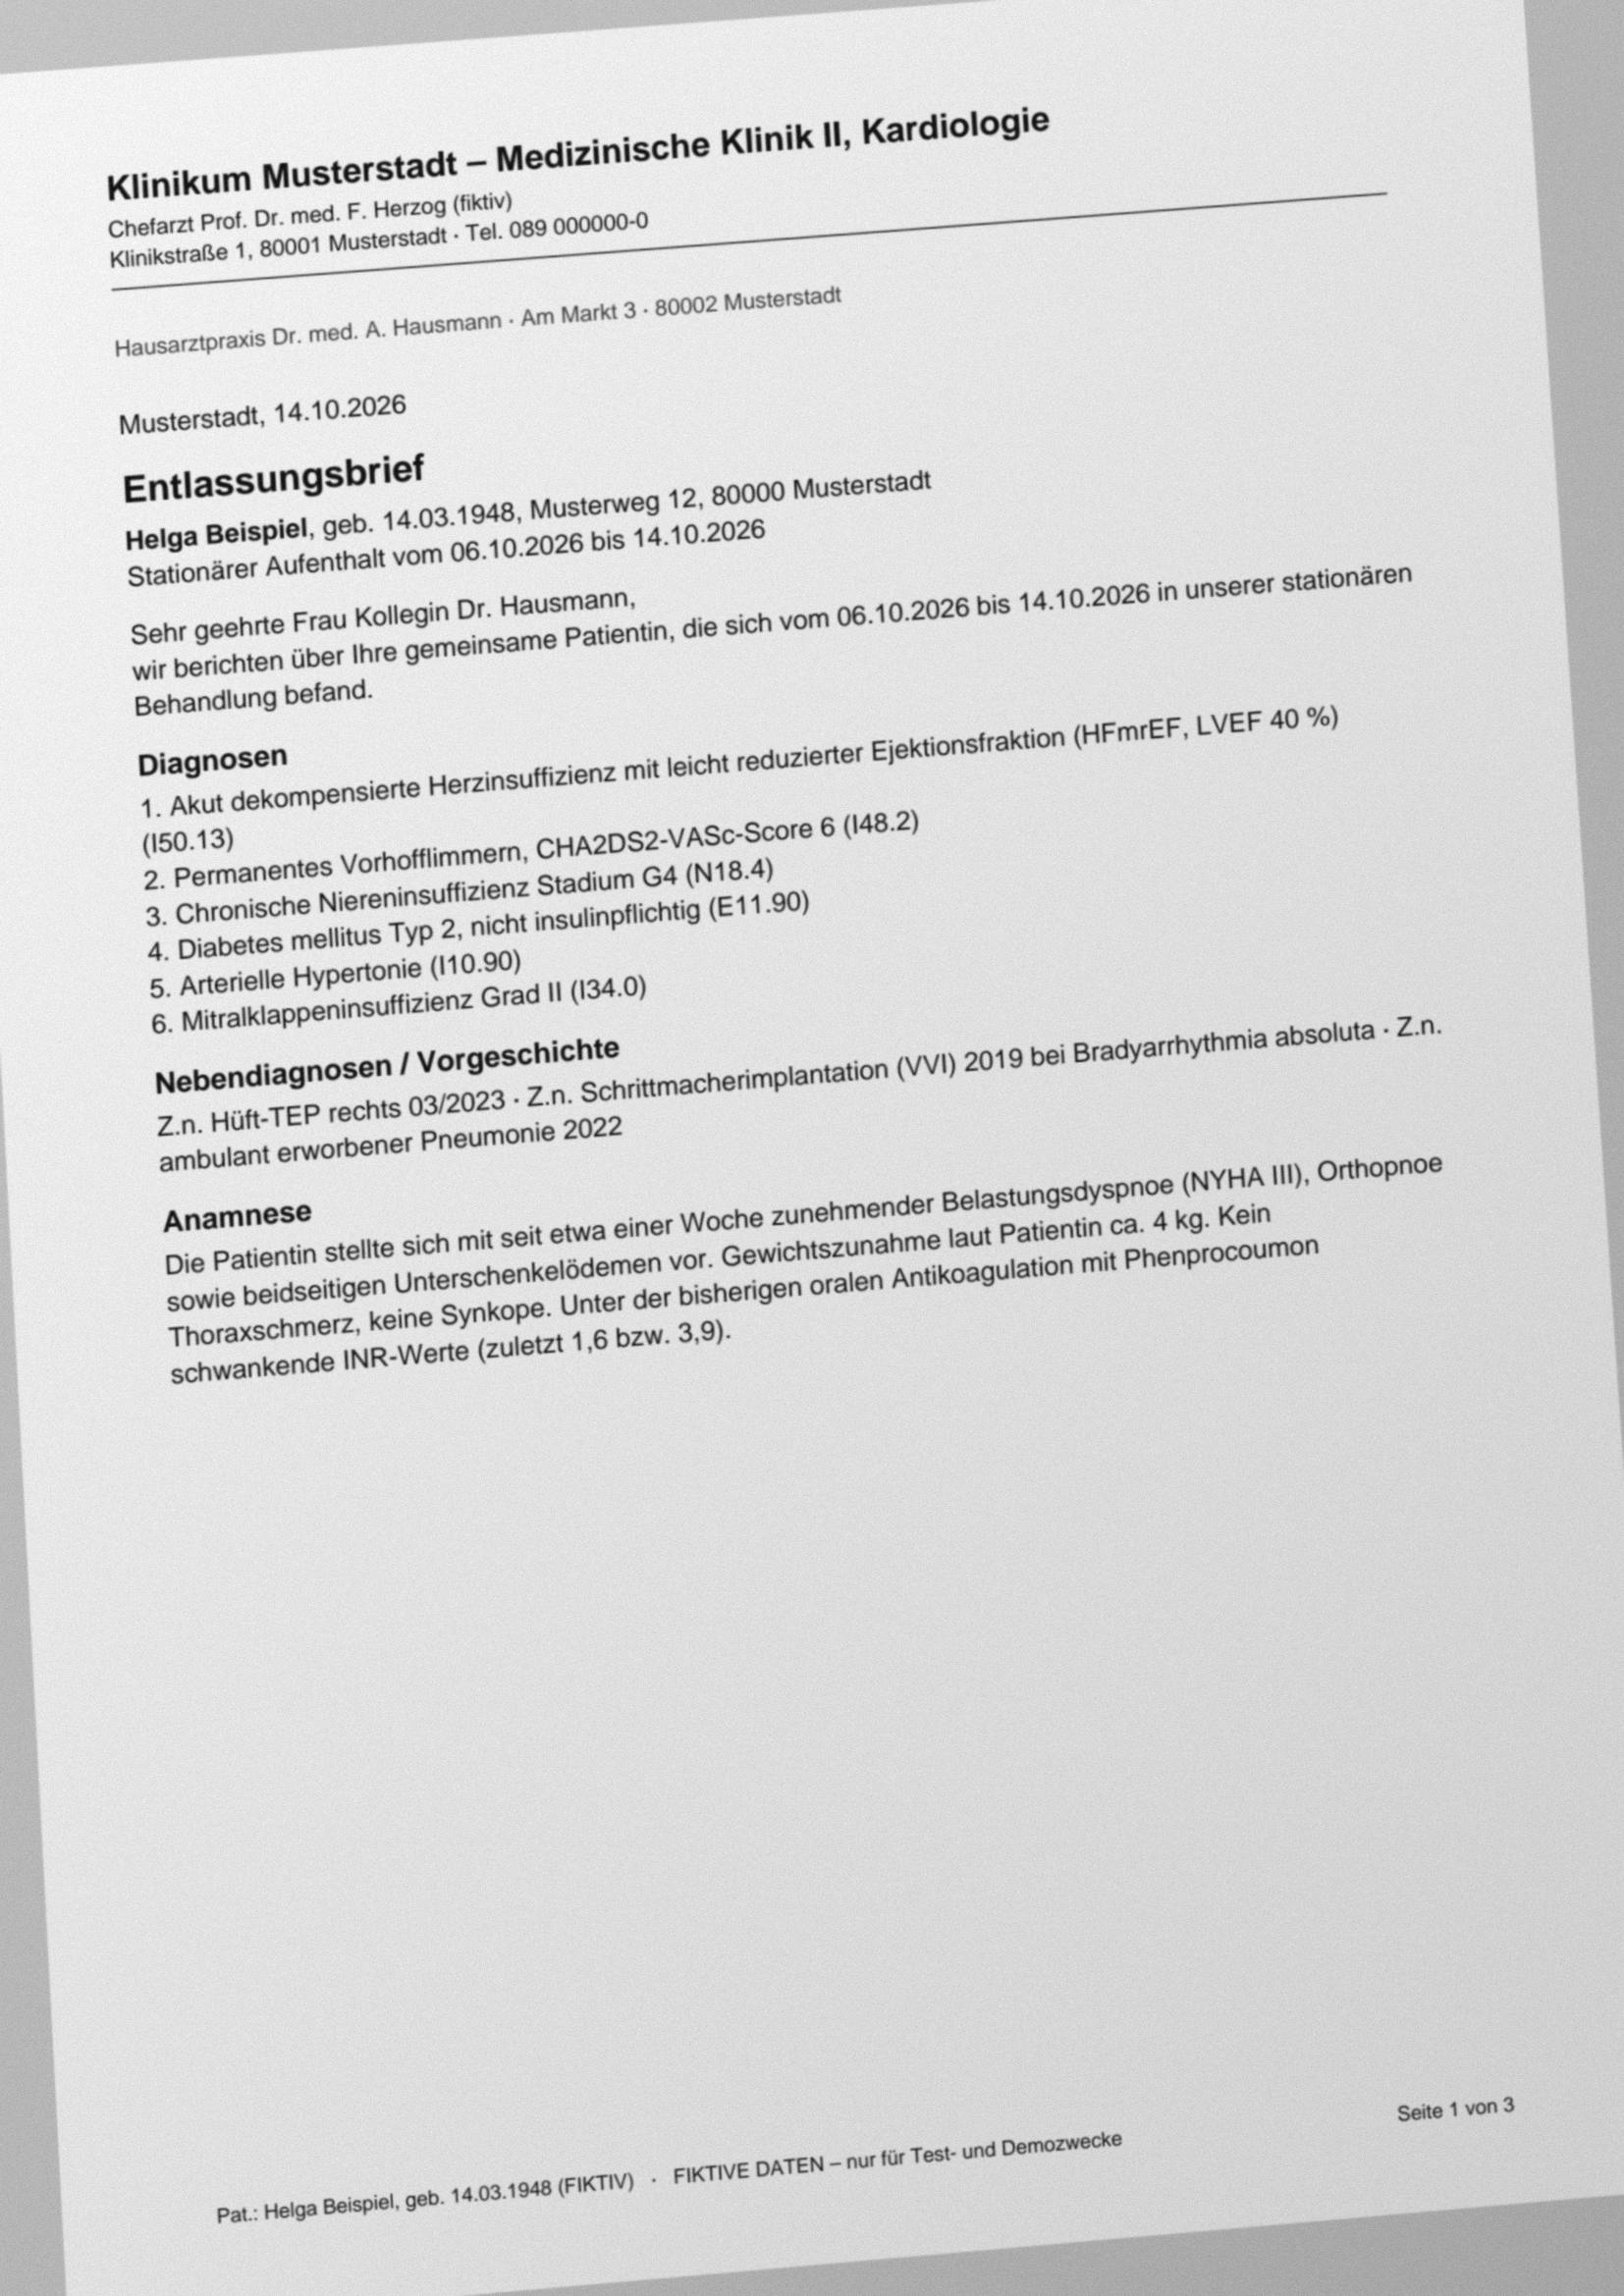 Klinikum Musterstadt – Medizinische Klinik II, Kardiologie
Chefarzt Prof. Dr. med. F. Herzog (fiktiv)
Klinikstraße 1, 80001 Musterstadt · Tel. 089 000000-0
Hausarztpraxis Dr. med. A. Hausmann · Am Markt 3 · 80002 Musterstadt
Musterstadt, 14.10.2026
Entlassungsbrief
Helga Beispiel, geb. 14.03.1948, Musterweg 12, 80000 Musterstadt
Stationärer Aufenthalt vom 06.10.2026 bis 14.10.2026
Sehr geehrte Frau Kollegin Dr. Hausmann,
wir berichten über Ihre gemeinsame Patientin, die sich vom 06.10.2026 bis 14.10.2026 in unserer stationären
Behandlung befand.
Diagnosen
1. Akut dekompensierte Herzinsuffizienz mit leicht reduzierter Ejektionsfraktion (HFmrEF, LVEF 40 %)
(I50.13)
2. Permanentes Vorhofflimmern, CHA2DS2-VASc-Score 6 (I48.2)
3. Chronische Niereninsuffizienz Stadium G4 (N18.4)
4. Diabetes mellitus Typ 2, nicht insulinpflichtig (E11.90)
5. Arterielle Hypertonie (I10.90)
6. Mitralklappeninsuffizienz Grad II (I34.0)
Nebendiagnosen / Vorgeschichte
Z.n. Hüft-TEP rechts 03/2023 · Z.n. Schrittmacherimplantation (VVI) 2019 bei Bradyarrhythmia absoluta · Z.n.
ambulant erworbener Pneumonie 2022
Anamnese
Die Patientin stellte sich mit seit etwa einer Woche zunehmender Belastungsdyspnoe (NYHA III), Orthopnoe
sowie beidseitigen Unterschenkelödemen vor. Gewichtszunahme laut Patientin ca. 4 kg. Kein
Thoraxschmerz, keine Synkope. Unter der bisherigen oralen Antikoagulation mit Phenprocoumon
schwankende INR-Werte (zuletzt 1,6 bzw. 3,9).
Pat.: Helga Beispiel, geb. 14.03.1948 (FIKTIV) · FIKTIVE DATEN – nur für Test- und Demozwecke
Seite 1 von 3